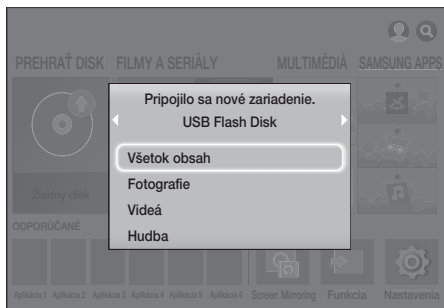 PREHRAŤ DISK FILMY A SERIÁLY MULTIMÉDIÁ SAMSUNG APPS
Pripojilo sa nové zariadenie.
USB Flash Disk
Všetok obsah
Fotografie
Videá
Hudba
Žiadny disk
ODPORÚČANÉ
Aplikácia 1 Aplikácia 2 Aplikácia 3 Aplikácia 4 Aplikácia 5 Aplikácia 6 Screen Mirroring Funkcia Nastavenia